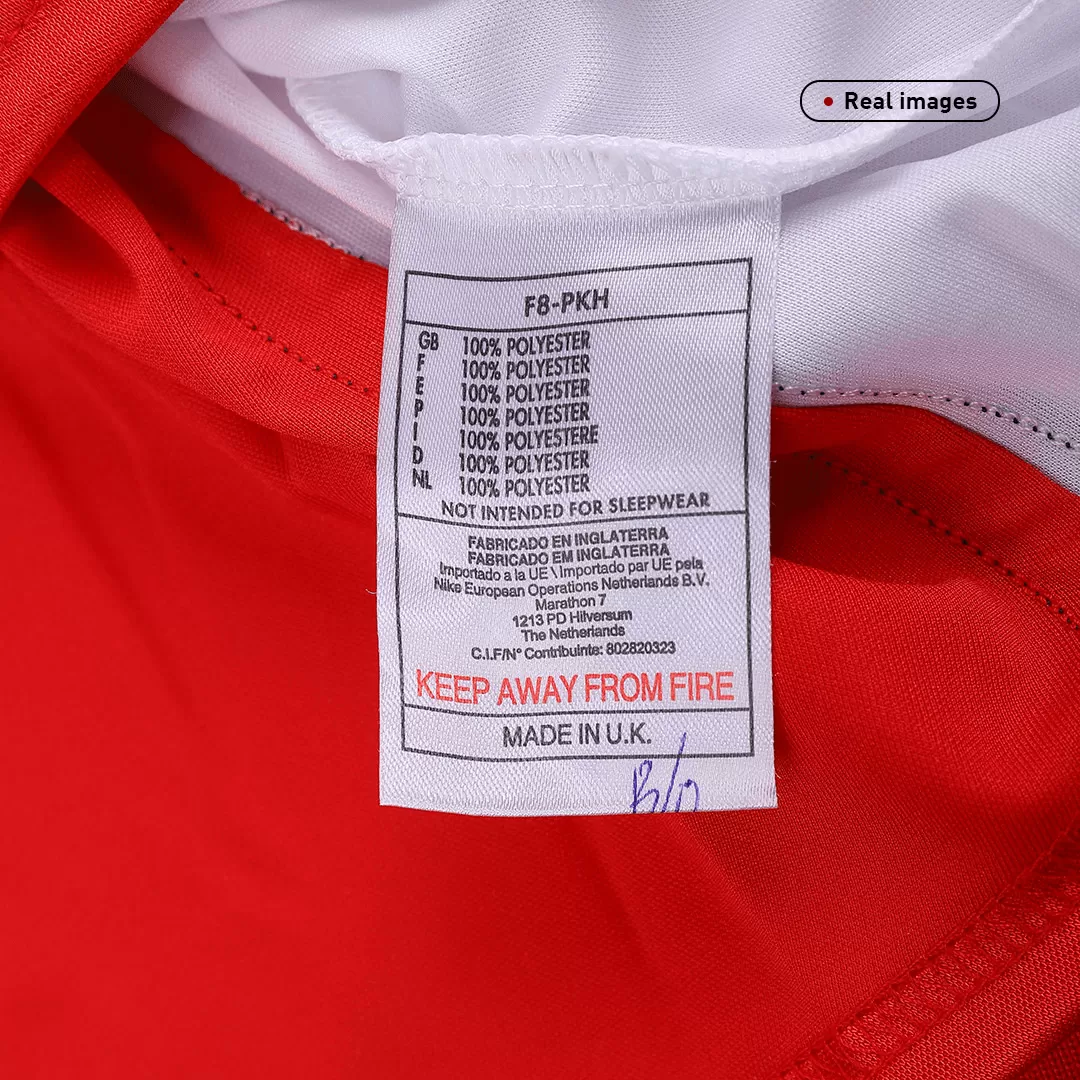 Real images
F8-PKH
GB 100% POLYESTER
F 100% POLYESTER
E 100% POLYESTER
P 100% POLYESTER
I 100% POLYESTERE
D 100% POLYESTER
NL 100% POLYESTER
NOT INTENDED FOR SLEEPWEAR
FABRICADO EN INGLATERRA
FABRICADO EM INGLATERRA
Importado a la UE \ Importado par UE pela
Nike European Operations Netherlands B.V.
Marathon 7
1213 PD Hilversum
The Netherlands
C.I.F/Nº Contribuinte: 802820323
KEEP AWAY FROM FIRE
MADE IN U.K.